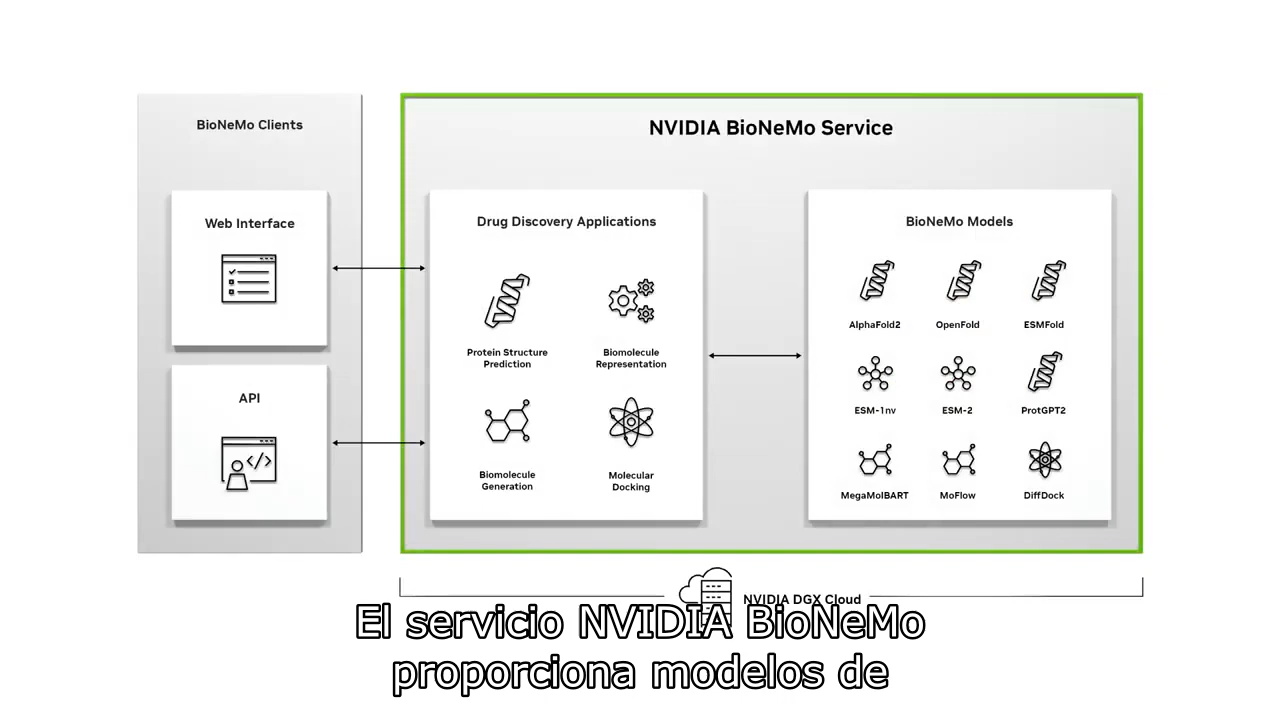 BioNeMo Clients
Web Interface
API
NVIDIA BioNeMo Service
Drug Discovery Applications
Protein Structure
Prediction
Biomolecule
Representation
Biomolecule
Generation
Molecular
Docking
BioNeMo Models
AlphaFold2
OpenFold
ESMFold
ESM-1nv
ESM-2
ProtGPT2
MegaMolBART
MoFlow
DiffDock
NVIDIA DGX Cloud
El servicio NVIDIA BioNeMo
proporciona modelos de